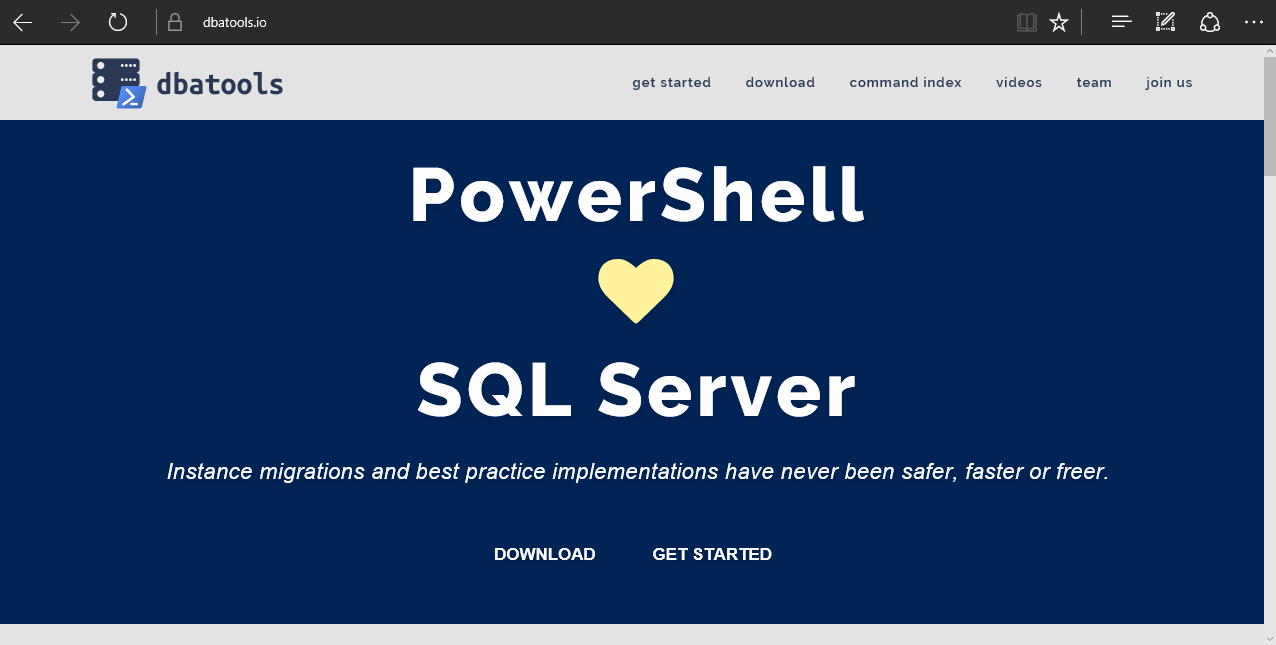 dbatools.io
dbatools
get started download command index videos team join us
PowerShell
SQL Server
Instance migrations and best practice implementations have never been safer, faster or freer.
DOWNLOAD GET STARTED